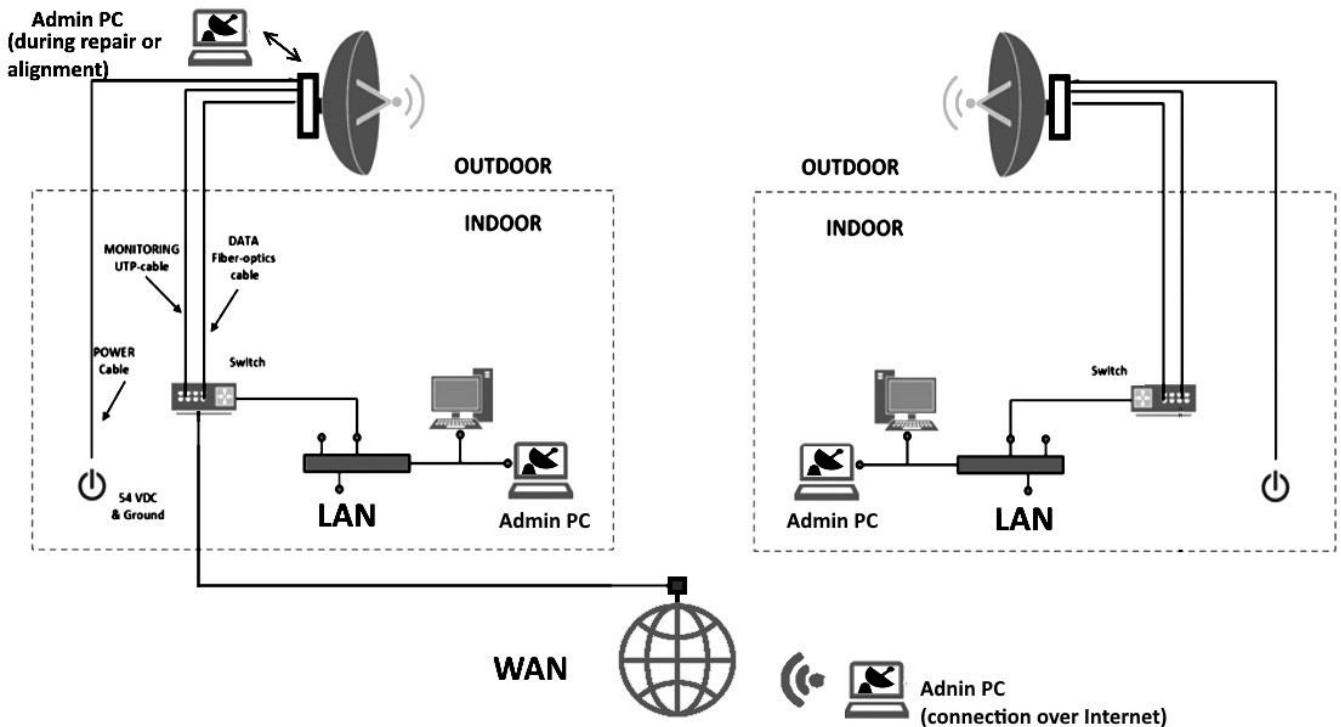 Admin PC
(during repair or
alignment)
OUTDOOR
INDOOR
MONITORING
UTP-cable
DATA
Fiber-optics
cable
POWER
Cable
Switch
54 VDC
& Ground
LAN
Admin PC
OUTDOOR
INDOOR
Switch
Admin PC
LAN
WAN
Adnin PC
(connection over Internet)